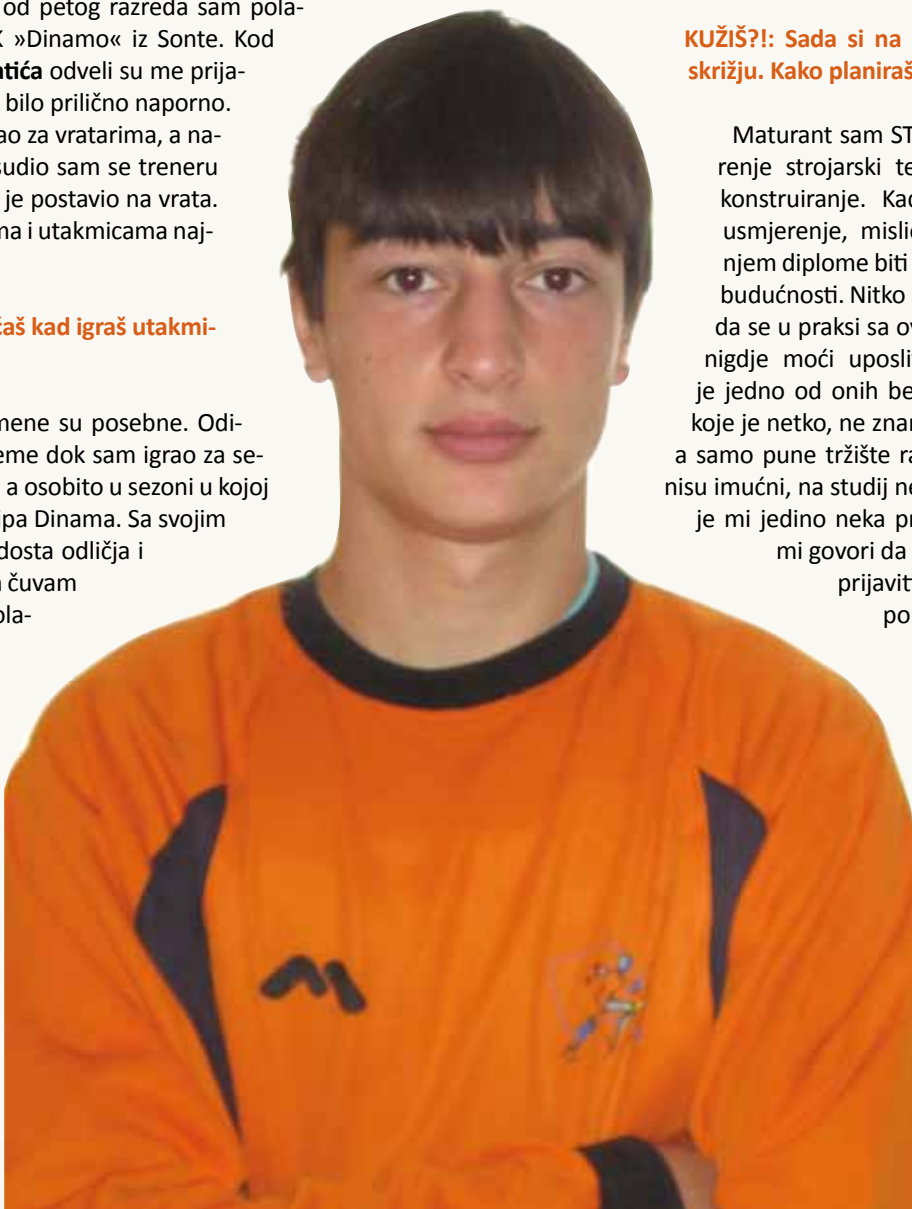 od petog razreda sam pola-
K »Dinamo« iz Sonte. Kod
atića odveli su me prija-
bilo prilično naporno.
ao za vratarima, a na-
sudio sam se treneru
je postavio na vrata.
ma i utakmicama naj-
ćaš kad igraš utakmi-
mene su posebne. Odi-
eme dok sam igrao za se-
a osobito u sezoni u kojoj
ipa Dinama. Sa svojim
dosta odličja i
čuvam
ola-
KUŽIŠ?!: Sada si na
skrižju. Kako planiraš
Maturant sam ST
renje strojarski te
konstruiranje. Kad
usmjerenje, mislio
njem diplome biti
budućnosti. Nitko
da se u praksi sa ov
nigdje moći uposlit
je jedno od onih be
koje je netko, ne znam
a samo pune tržište ra
nisu imućni, na studij ne
je mi jedino neka pr
mi govori da
prijavit
po